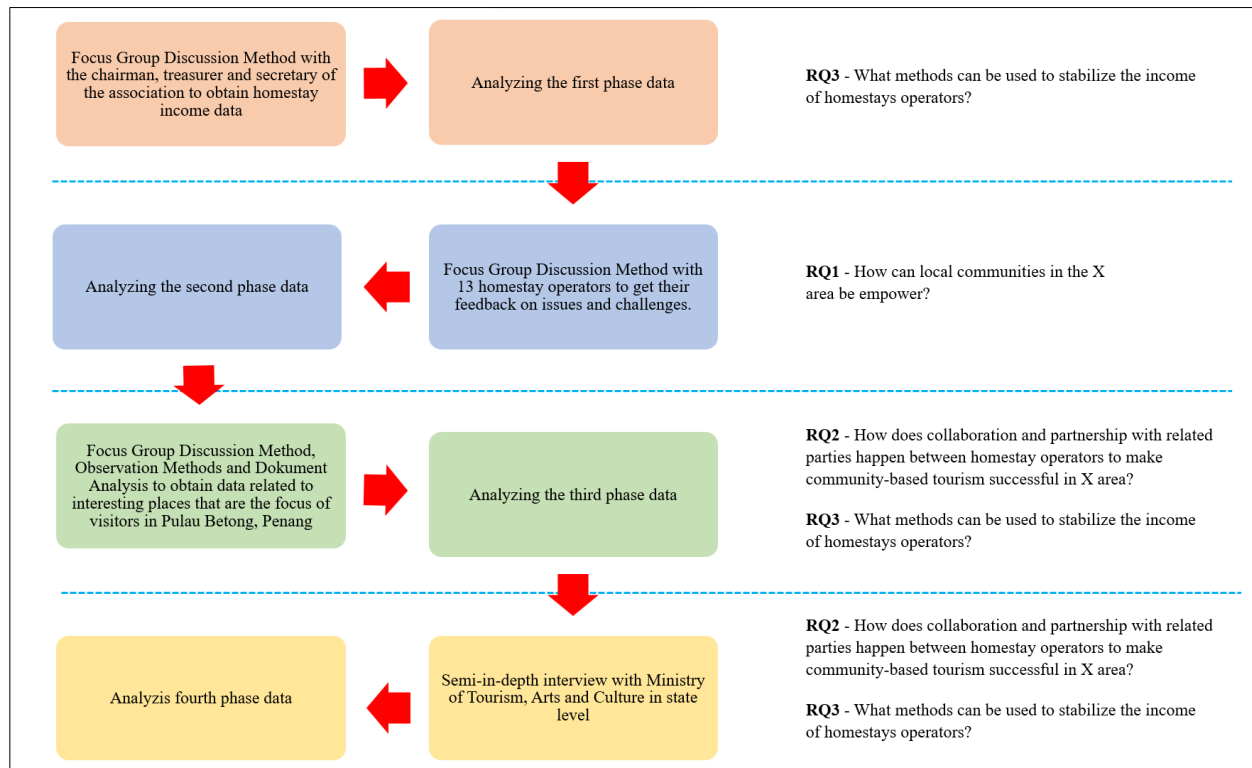 Focus Group Discussion Method with
the chairman, treasurer and secretary of
the association to obtain homestay
income data
Analyzing the first phase data
RQ3 - What methods can be used to stabilize the income
of homestays operators?
Analyzing the second phase data
Focus Group Discussion Method with
13 homestay operators to get their
feedback on issues and challenges.
RQ1 - How can local communities in the X
area be empower?
Focus Group Discussion Method,
Observation Methods and Dokument
Analysis to obtain data related to
interesting places that are the focus of
visitors in Pulau Betong, Penang
Analyzing the third phase data
RQ2 - How does collaboration and partnership with related
parties happen between homestay operators to make
community-based tourism successful in X area?
RQ3 - What methods can be used to stabilize the income
of homestays operators?
Analyzis fourth phase data
Semi-in-depth interview with Ministry
of Tourism, Arts and Culture in state
level
RQ2 - How does collaboration and partnership with related
parties happen between homestay operators to make
community-based tourism successful in X area?
RQ3 - What methods can be used to stabilize the income
of homestays operators?